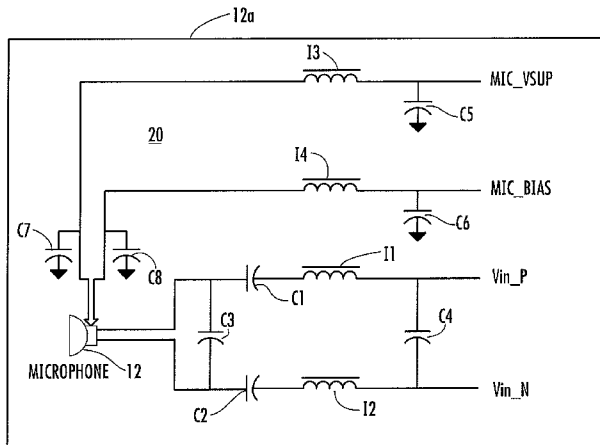 12a
I3
MIC_VSUP
C5
20
I4
MIC_BIAS
C6
C7
C8
I1
Vin_P
C1
C3
C4
MICROPHONE
12
C2
I2
Vin_N